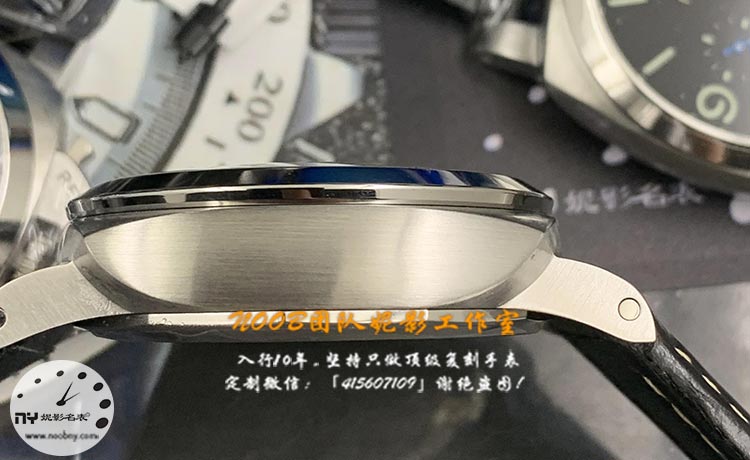 200
妮影名表
NOOB团队妮影工作室
入行10年，坚持只做顶级复刻手表
定制微信：「415607109」谢绝盗图！
NY 妮影名表®
www.noobny.com